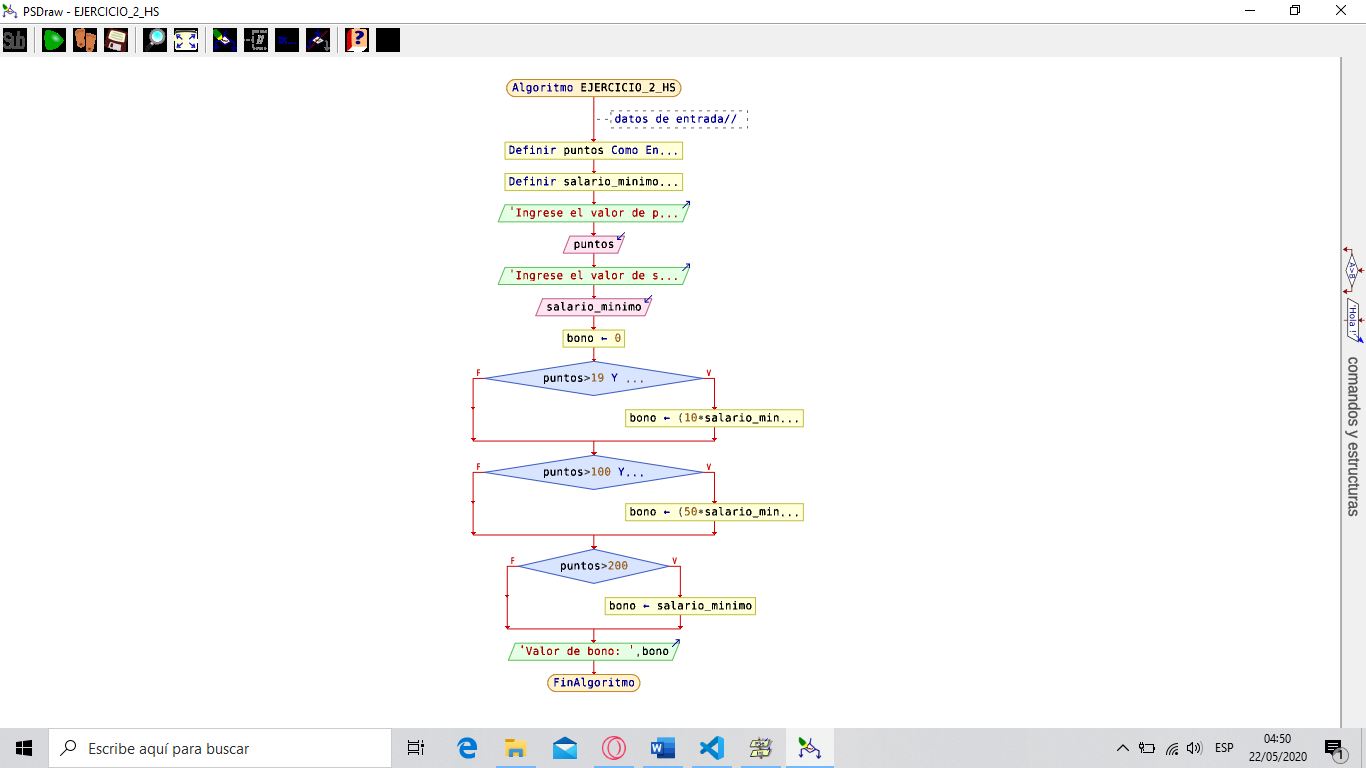 PSDraw - EJERCICIO_2_HS
Sub
Algoritmo EJERCICIO_2_HS
datos de entrada//
Definir puntos Como En...
Definir salario_minimo...
'Ingrese el valor de p...
puntos
'Ingrese el valor de s...
salario_minimo
bono ← 0
F
puntos>19 Y ...
V
bono ← (10*salario_min...
F
puntos>100 Y...
V
bono ← (50*salario_min...
F
puntos>200
V
bono ← salario_minimo
'Valor de bono: ',bono
FinAlgoritmo
A>B
'Hola !'
comandos y estructuras
Escribe aquí para buscar
ESP
04:50
22/05/2020
1